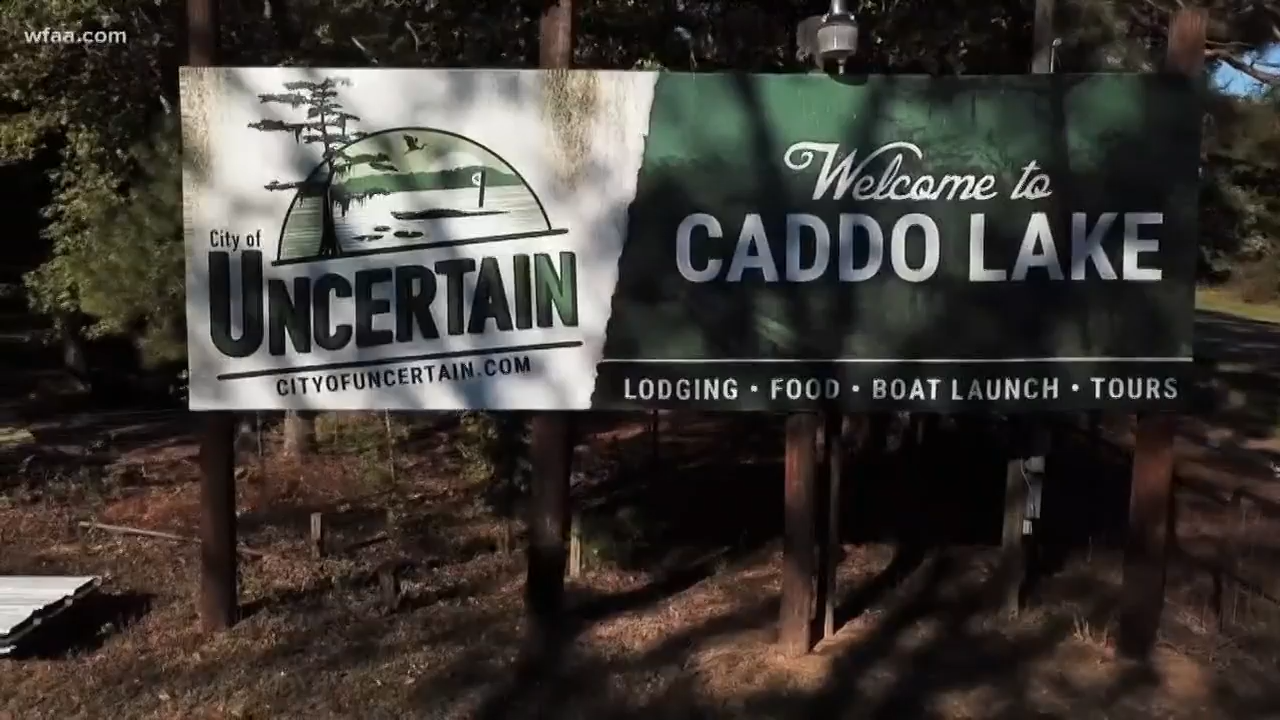 wfaa.com
City of
UNCERTAIN
CITYOFUNCERTAIN.COM
Welcome to
CADDO LAKE
LODGING • FOOD • BOAT LAUNCH • TOURS